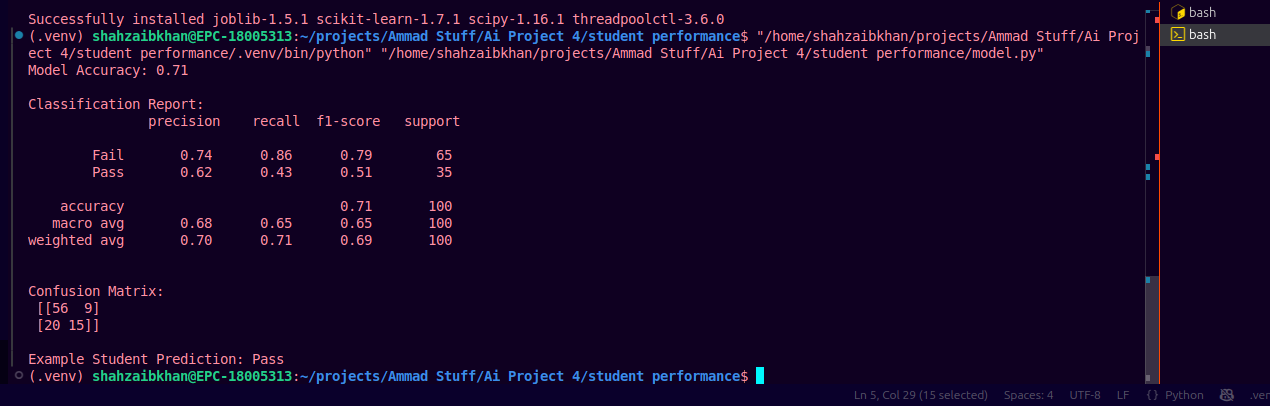 Successfully installed joblib-1.5.1 scikit-learn-1.7.1 scipy-1.16.1 threadpoolctl-3.6.0
(.venv) shahzaibkhan@EPC-18005313:~/projects/Ammad Stuff/Ai Project 4/student performance$ "/home/shahzaibkhan/projects/Ammad Stuff/Ai Proj
ect 4/student performance/.venv/bin/python" "/home/shahzaibkhan/projects/Ammad Stuff/Ai Project 4/student performance/model.py"
Model Accuracy: 0.71
Classification Report:
precision recall f1-score support
Fail 0.74 0.86 0.79 65
Pass 0.62 0.43 0.51 35
accuracy 0.71 100
macro avg 0.68 0.65 0.65 100
weighted avg 0.70 0.71 0.69 100
Confusion Matrix:
[[56 9]
[20 15]]
Example Student Prediction: Pass
(.venv) shahzaibkhan@EPC-18005313:~/projects/Ammad Stuff/Ai Project 4/student performance$
bash
bash
Ln 5, Col 29 (15 selected) Spaces: 4 UTF-8 LF {} Python .ver